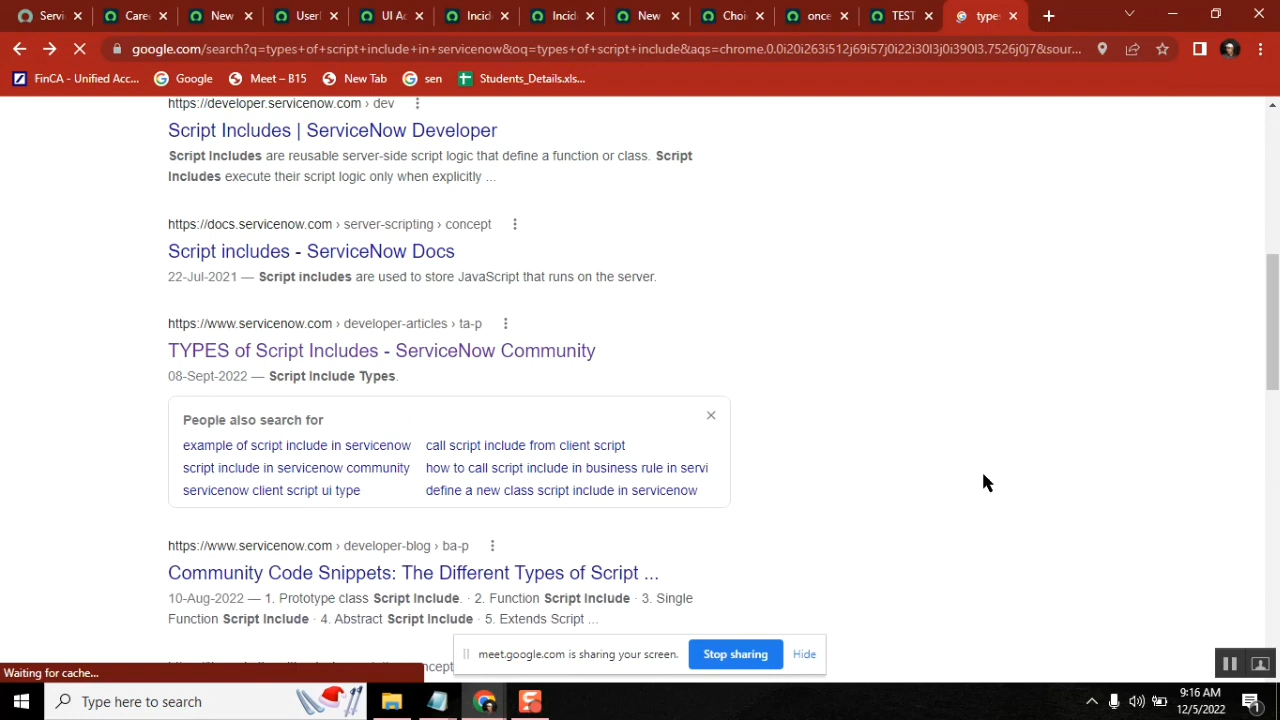 Servi
Caree
New
UserI
UI Ac
Incid
Incid
New
Choi
once
TEST
types
google.com/search?q=types+of+script+include+in+servicenow&oq=types+of+script+include&aqs=chrome.0.0i20i263i512j69i57j0i22i30l3j0i390l3.7526j0j7&sour...
FinCA - Unified Acc...
Google
Meet – B15
New Tab
sen
Students_Details.xls...
https://developer.servicenow.com › dev
Script Includes | ServiceNow Developer
Script Includes are reusable server-side script logic that define a function or class. Script
Includes execute their script logic only when explicitly ...
https://docs.servicenow.com › server-scripting › concept
Script includes - ServiceNow Docs
22-Jul-2021 — Script includes are used to store JavaScript that runs on the server.
https://www.servicenow.com › developer-articles › ta-p
TYPES of Script Includes - ServiceNow Community
08-Sept-2022 — Script Include Types.
People also search for
example of script include in servicenow
call script include from client script
script include in servicenow community
how to call script include in business rule in servi
servicenow client script ui type
define a new class script include in servicenow
https://www.servicenow.com › developer-blog › ba-p
Community Code Snippets: The Different Types of Script ...
10-Aug-2022 — 1. Prototype class Script Include. · 2. Function Script Include · 3. Single
Function Script Include · 4. Abstract Script Include · 5. Extends Script ...
meet.google.com is sharing your screen.
Stop sharing
Hide
Waiting for cache...
Type here to search
9:16 AM
12/5/2022
1